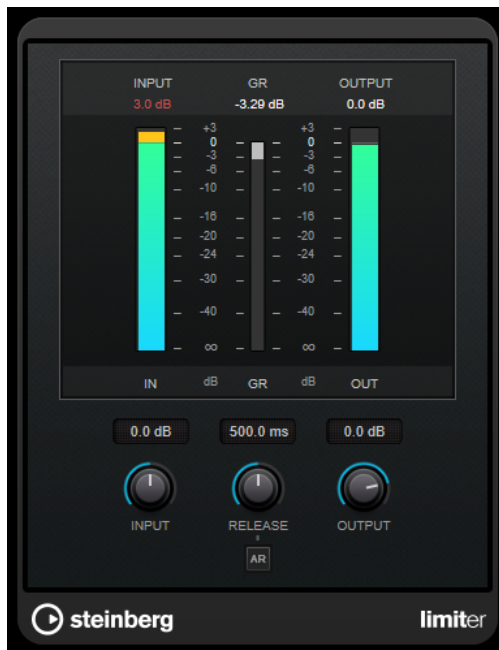 INPUT GR OUTPUT
3.0 dB -3.29 dB 0.0 dB
+3 +3
0 0
-3 -3
-6 -6
-10 -10
-16 -16
-20 -20
-24 -24
-30 -30
-40 -40
∞ ∞
IN dB GR dB OUT
0.0 dB 500.0 ms 0.0 dB
INPUT RELEASE OUTPUT
AR
steinberg limiter